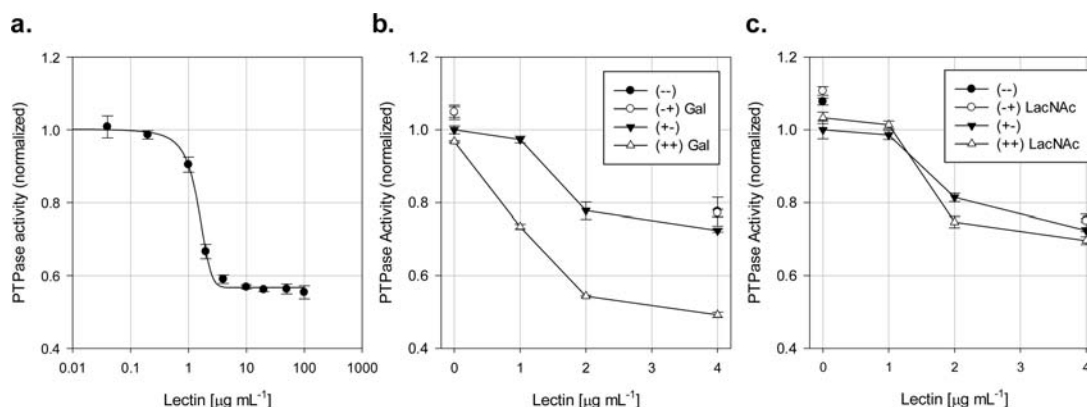 a.
PTPase activity (normalized)
1.2
1.0
0.8
0.6
0.4
0.01 0.1 1 10 100 1000
Lectin [µg mL⁻¹]
b.
PTPase Activity (normalized)
1.2
1.0
0.8
0.6
0.4
(--)
(-+) Gal
(+-)
(++) Gal
0 1 2 3 4
Lectin [µg mL⁻¹]
c.
PTPase Activity (normalized)
1.2
1.0
0.8
0.6
0.4
(--)
(-+) LacNAc
(+-)
(++) LacNAc
0 1 2 3 4
Lectin [µg mL⁻¹]